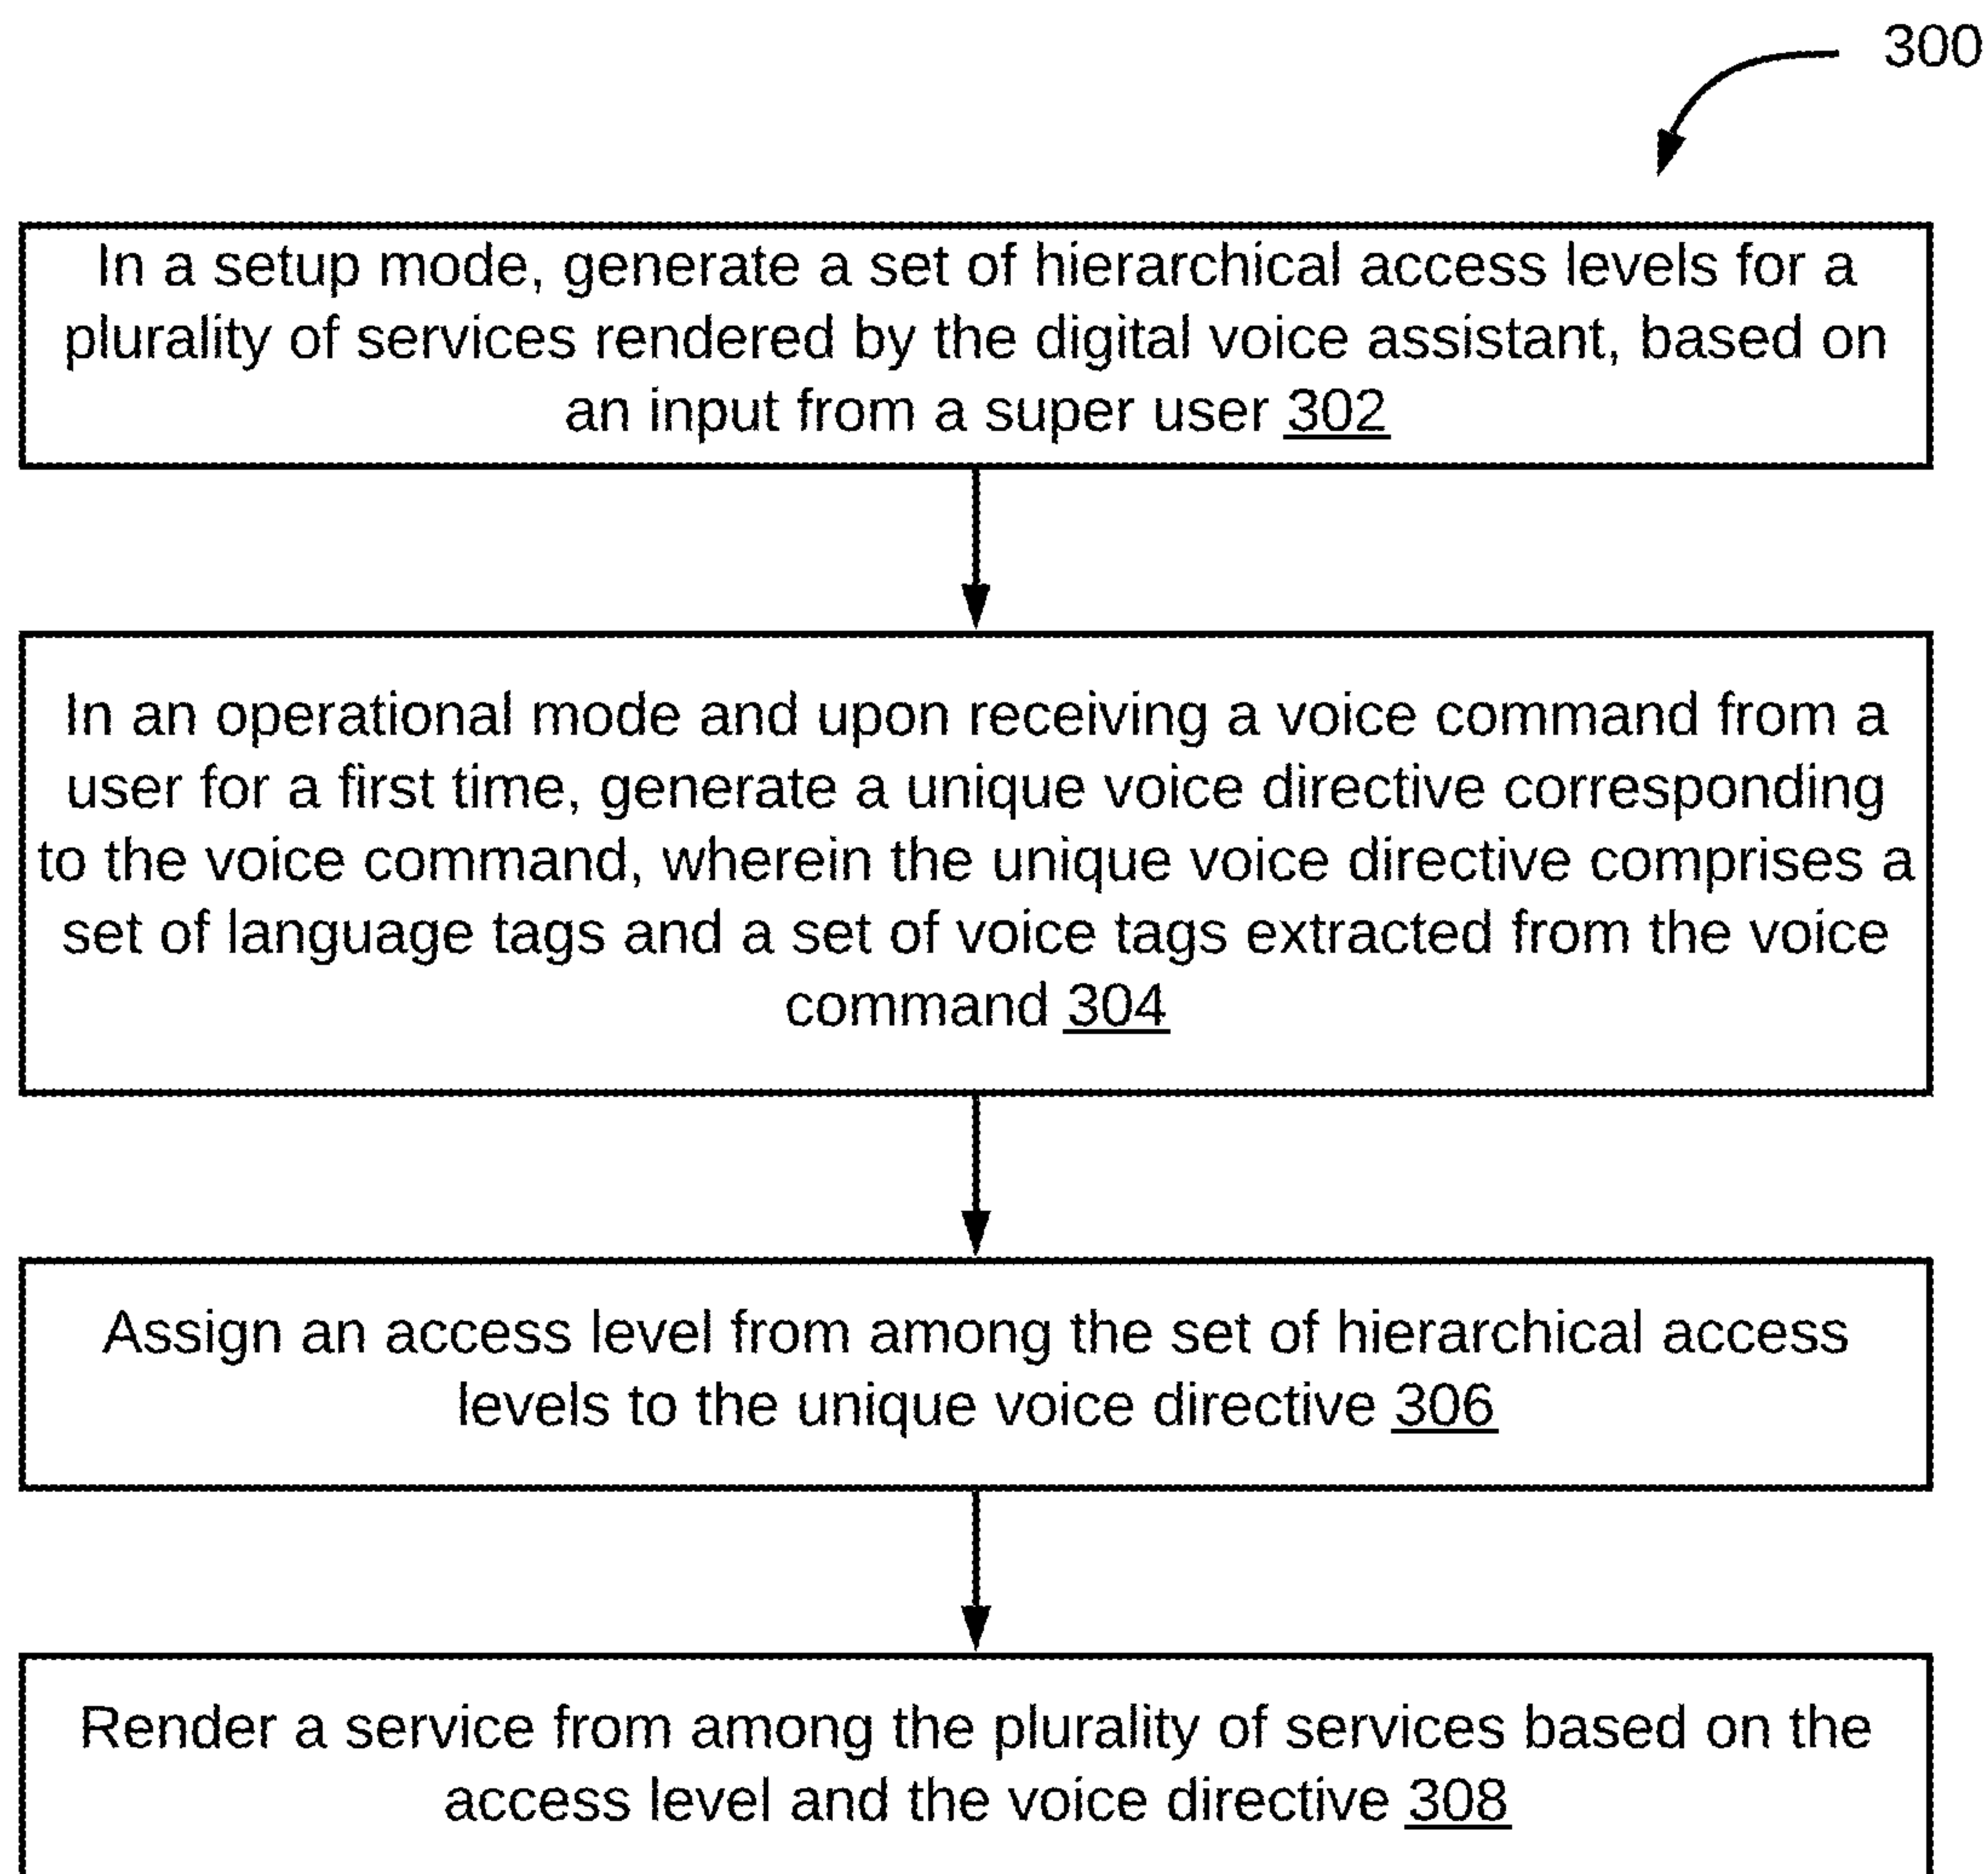 300
In a setup mode, generate a set of hierarchical access levels for a
plurality of services rendered by the digital voice assistant, based on
an input from a super user 302
In an operational mode and upon receiving a voice command from a
user for a first time, generate a unique voice directive corresponding
to the voice command, wherein the unique voice directive comprises a
set of language tags and a set of voice tags extracted from the voice
command 304
Assign an access level from among the set of hierarchical access
levels to the unique voice directive 306
Render a service from among the plurality of services based on the
access level and the voice directive 308